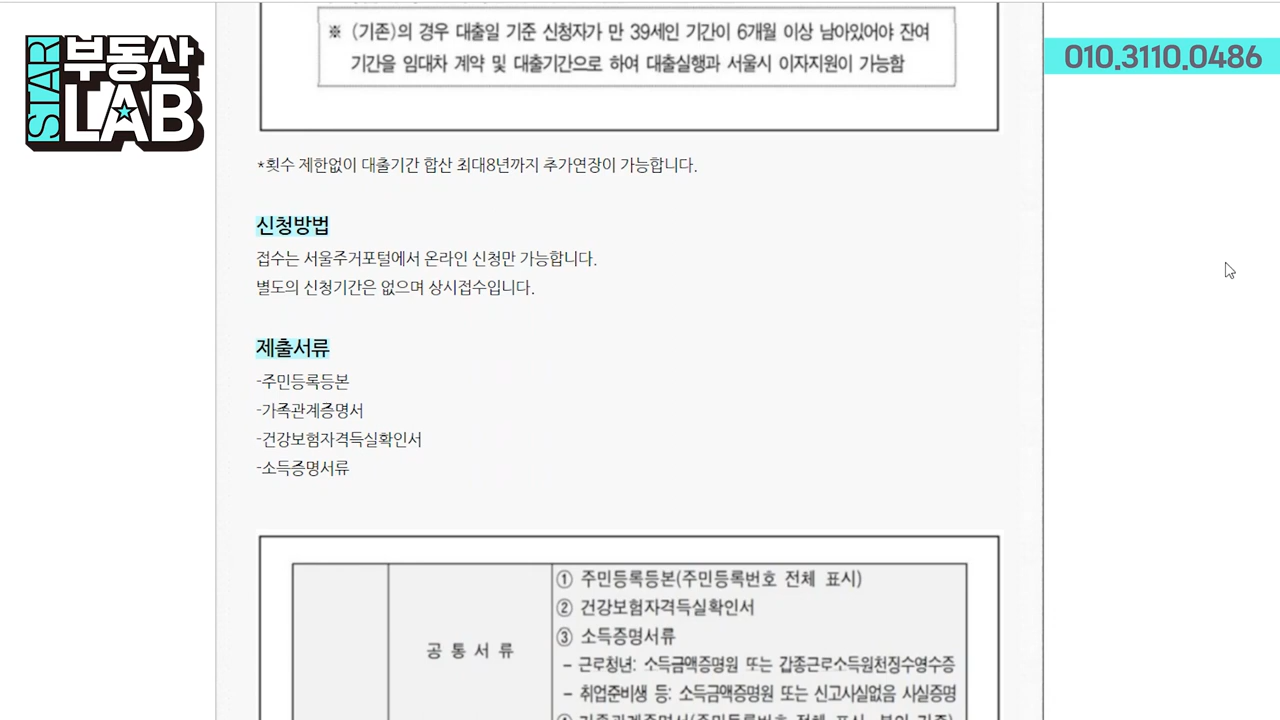 STAR 부동산 LAB
010.3110.0486
※ (기존)의 경우 대출일 기준 신청자가 만 39세인 기간이 6개월 이상 남아있어야 잔여
기간을 임대차 계약 및 대출기간으로 하여 대출실행과 서울시 이자지원이 가능함
*횟수 제한없이 대출기간 합산 최대8년까지 추가연장이 가능합니다.
신청방법
접수는 서울주거포털에서 온라인 신청만 가능합니다.
별도의 신청기간은 없으며 상시접수입니다.
제출서류
-주민등록등본
-가족관계증명서
-건강보험자격득실확인서
-소득증명서류
공 통 서 류
① 주민등록등본(주민등록번호 전체 표시)
② 건강보험자격득실확인서
③ 소득증명서류
- 근로청년: 소득금액증명원 또는 갑종근로소득원천징수영수증
- 취업준비생 등: 소득금액증명원 또는 신고사실없음 사실증명